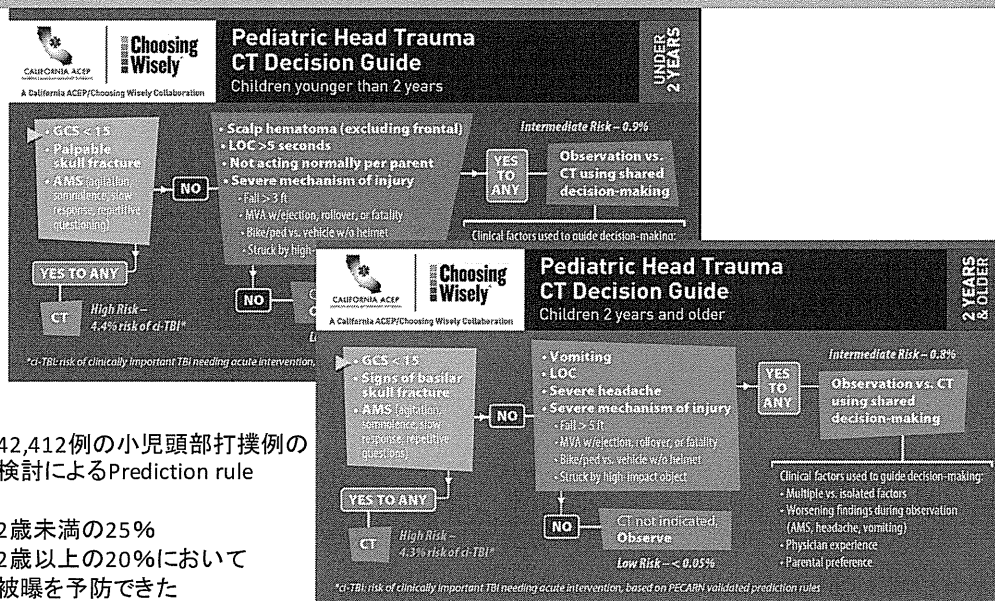 CALIFORNIA ACEP
Choosing
Wisely
A California ACEP/Choosing Wisely Collaboration
Pediatric Head Trauma
CT Decision Guide
Children younger than 2 years
UNDER
2 YEARS
• GCS < 15
• Palpable
skull fracture
• AMS (agitation,
somnolence, slow
response, repetitive
questioning)
NO
• Scalp hematoma (excluding frontal)
• LOC >5 seconds
• Not acting normally per parent
• Severe mechanism of injury
• Fall > 3 ft
• MVA w/ejection, rollover, or fatality
• Bike/ped vs. vehicle w/o helmet
• Struck by high-
YES
TO
ANY
Intermediate Risk – 0.9%
Observation vs.
CT using shared
decision-making
Clinical factors used to guide decision-making:
YES TO ANY
CT
High Risk –
4.4% risk of ci-TBI*
NO
*ci-TBI: risk of clinically important TBI needing acute intervention,
CALIFORNIA ACEP
Choosing
Wisely
A California ACEP/Choosing Wisely Collaboration
Pediatric Head Trauma
CT Decision Guide
Children 2 years and older
2 YEARS
& OLDER
• GCS < 15
• Signs of basilar
skull fracture
• AMS (agitation,
somnolence, slow
response, repetitive
questions)
NO
• Vomiting
• LOC
• Severe headache
• Severe mechanism of injury
• Fall > 5 ft
• MVA w/ejection, rollover, or fatality
• Bike/ped vs. vehicle w/o helmet
• Struck by high-impact object
YES
TO
ANY
Intermediate Risk – 0.8%
Observation vs. CT
using shared
decision-making
Clinical factors used to guide decision-making:
• Multiple vs. isolated factors
• Worsening findings during observation
(AMS, headache, vomiting)
• Physician experience
• Parental preference
YES TO ANY
CT
High Risk –
4.3% risk of ci-TBI*
NO
CT not indicated,
Observe
Low Risk – < 0.05%
*ci-TBI: risk of clinically important TBI needing acute intervention, based on PECARN validated prediction rules
42,412例の小児頭部打撲例の
検討によるPrediction rule
2歳未満の25%
2歳以上の20%において
被曝を予防できた